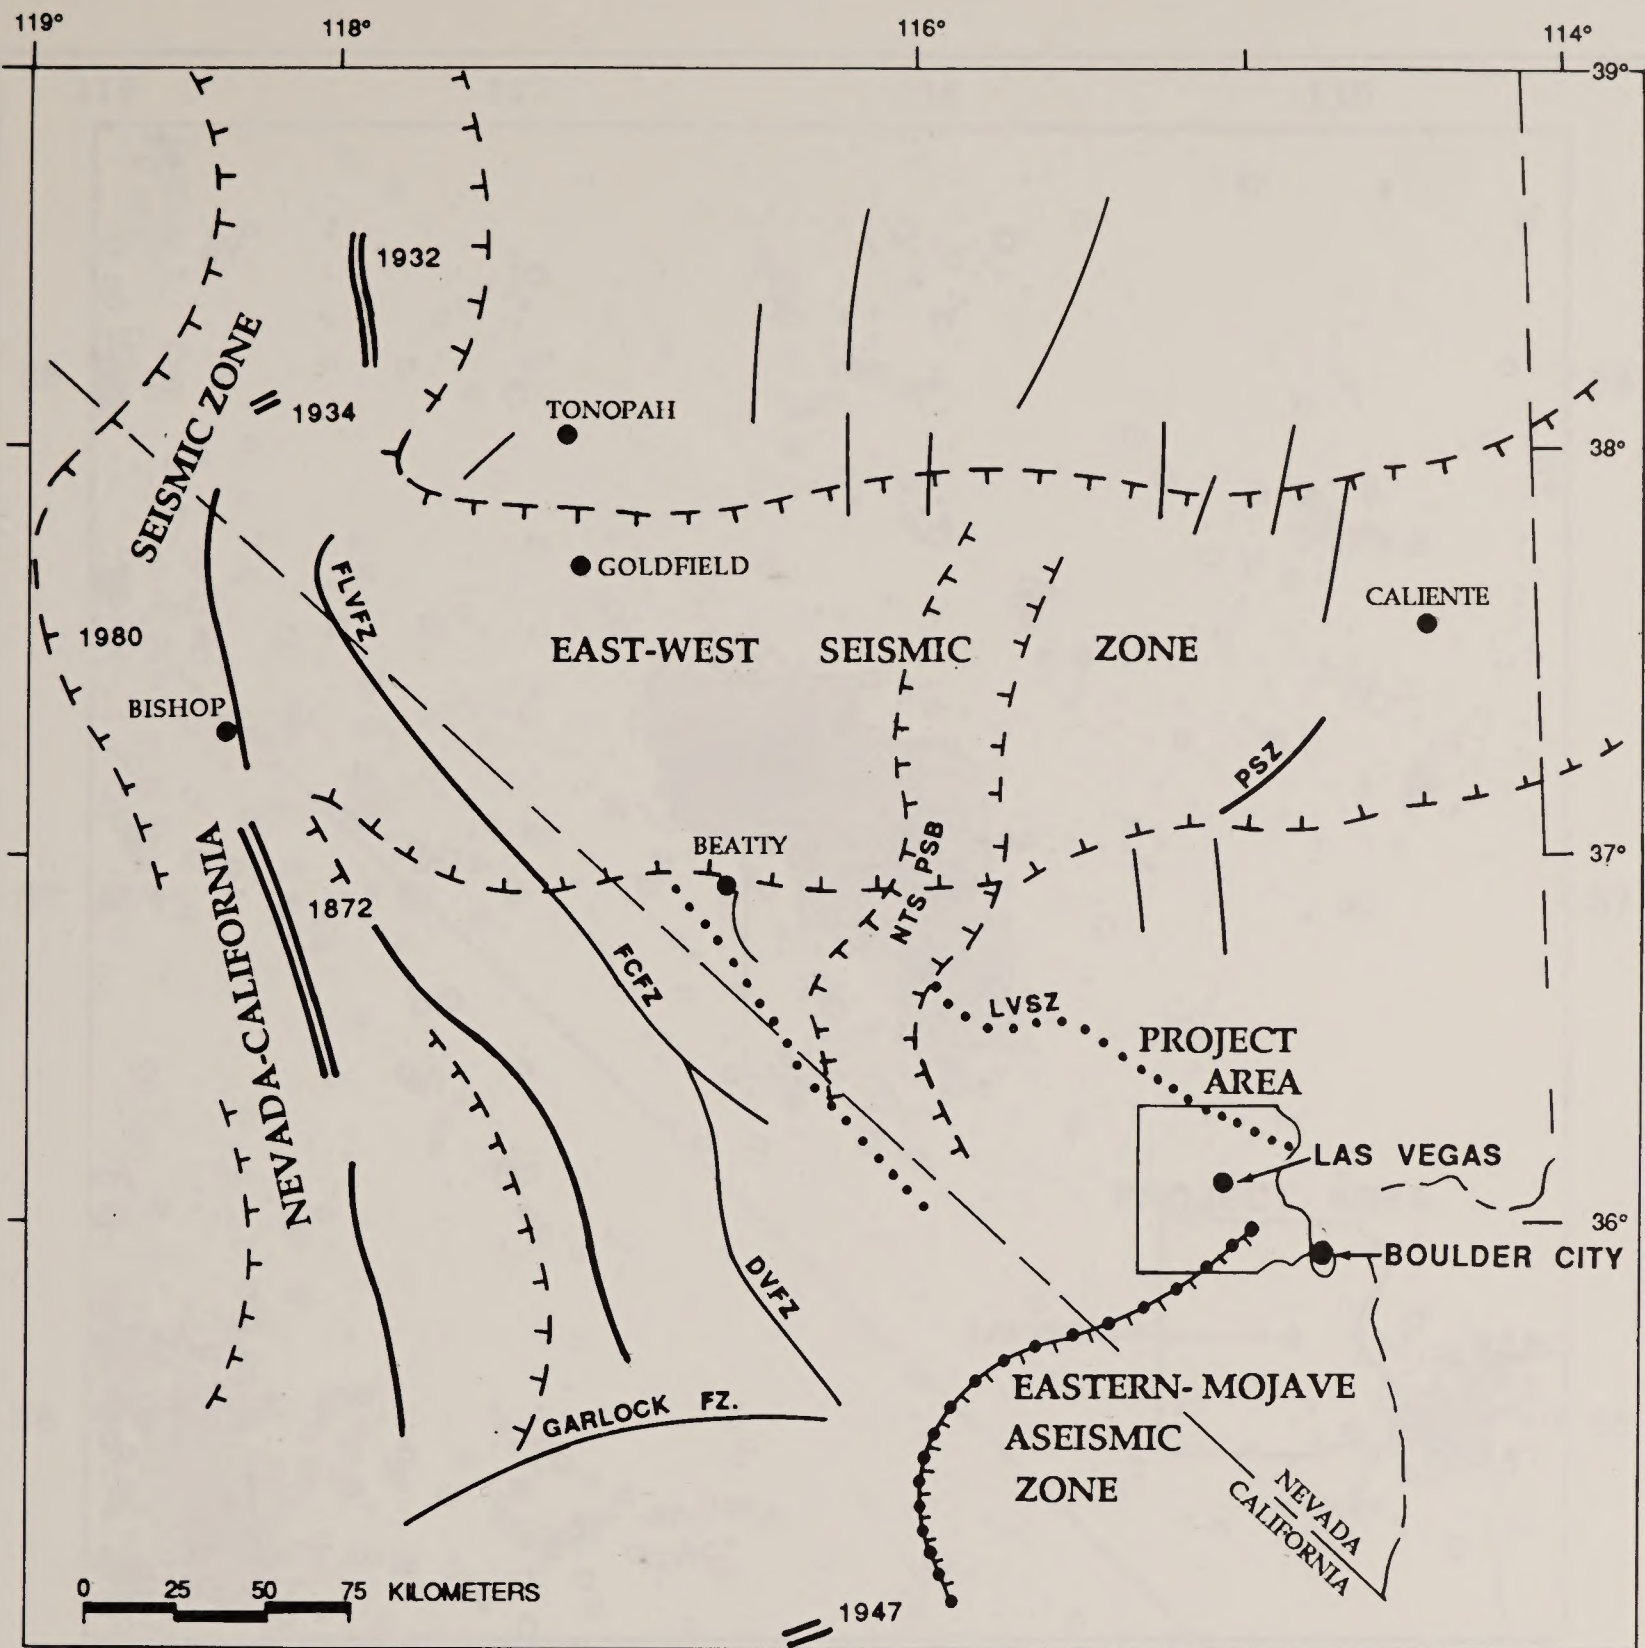 119°
118°
116°
114°
39°
1932
SEISMIC ZONE
1934
TONOPAH
38°
FLVFZ
GOLDFIELD
CALIENTE
1980
EAST-WEST SEISMIC ZONE
BISHOP
PSZ
NEVADA-CALIFORNIA
BEATTY
NTS PSB
37°
1872
FCFZ
LVSZ
PROJECT
AREA
LAS VEGAS
36°
BOULDER CITY
DVFZ
GARLOCK FZ.
EASTERN-MOJAVE
ASEISMIC
ZONE
NEVADA
CALIFORNIA
0 25 50 75 KILOMETERS
1947